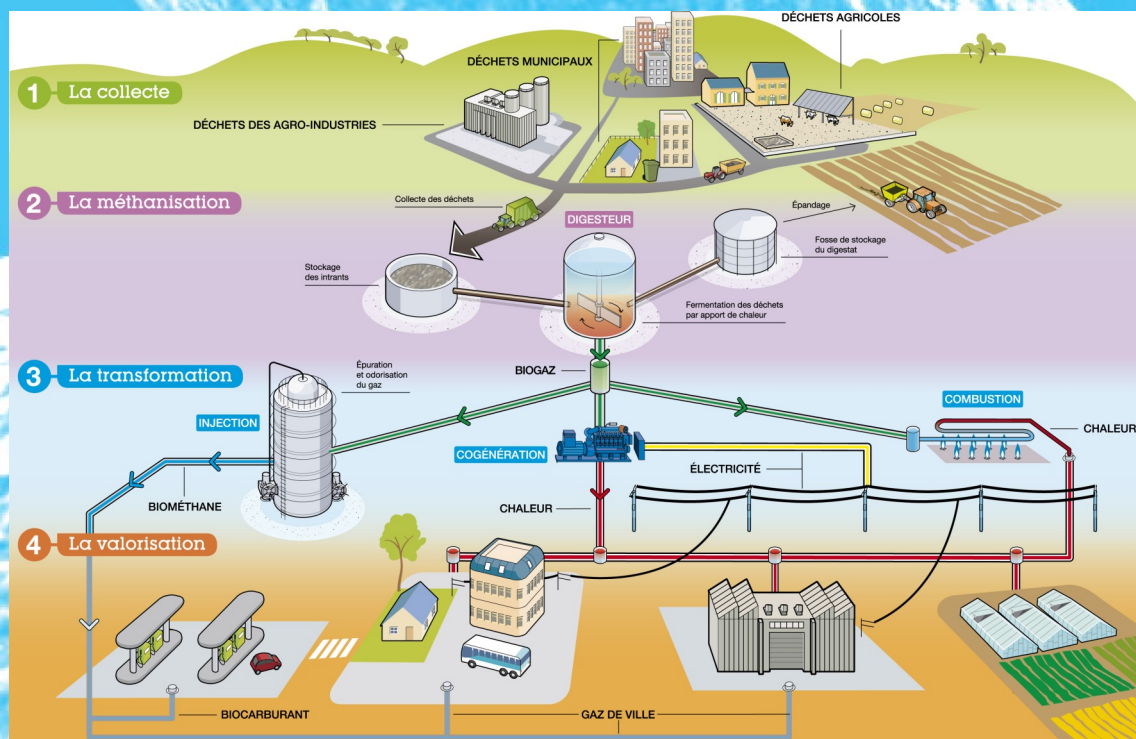 DÉCHETS AGRICOLES
DÉCHETS MUNICIPAUX
1 La collecte
DÉCHETS DES AGRO-INDUSTRIES
2 La méthanisation
Collecte des déchets
DIGESTEUR
Épandage
Stockage
des intrants
Fosse de stockage
du digestat
Fermentation des déchets
par apport de chaleur
3 La transformation
Épuration
et odorisation
du gaz
BIOGAZ
INJECTION
COMBUSTION
CHALEUR
COGÉNÉRATION
ÉLECTRICITÉ
BIOMÉTHANE
CHALEUR
4 La valorisation
BIOCARBURANT
GAZ DE VILLE